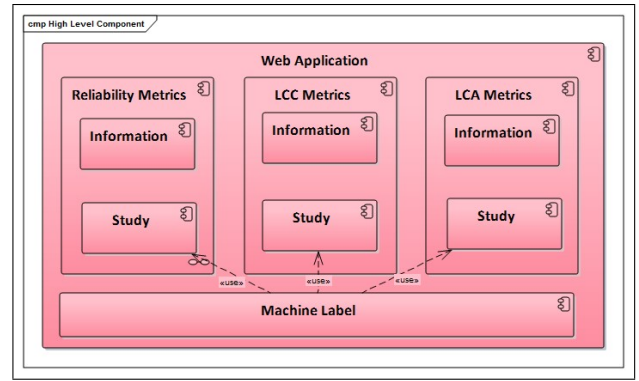 cmp High Level Component
Web Application
Reliability Metrics
Information
Study
LCC Metrics
Information
Study
LCA Metrics
Information
Study
«use»
«use»
«use»
Machine Label